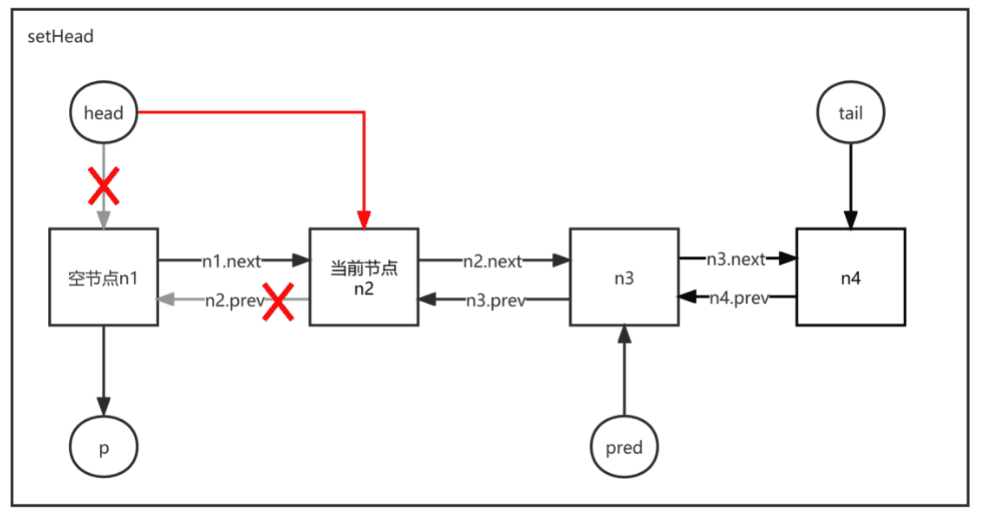 setHead
head
tail
空节点n1
n1.next
n2.prev
当前节点
n2
n2.next
n3.prev
n3
n3.next
n4.prev
n4
p
pred